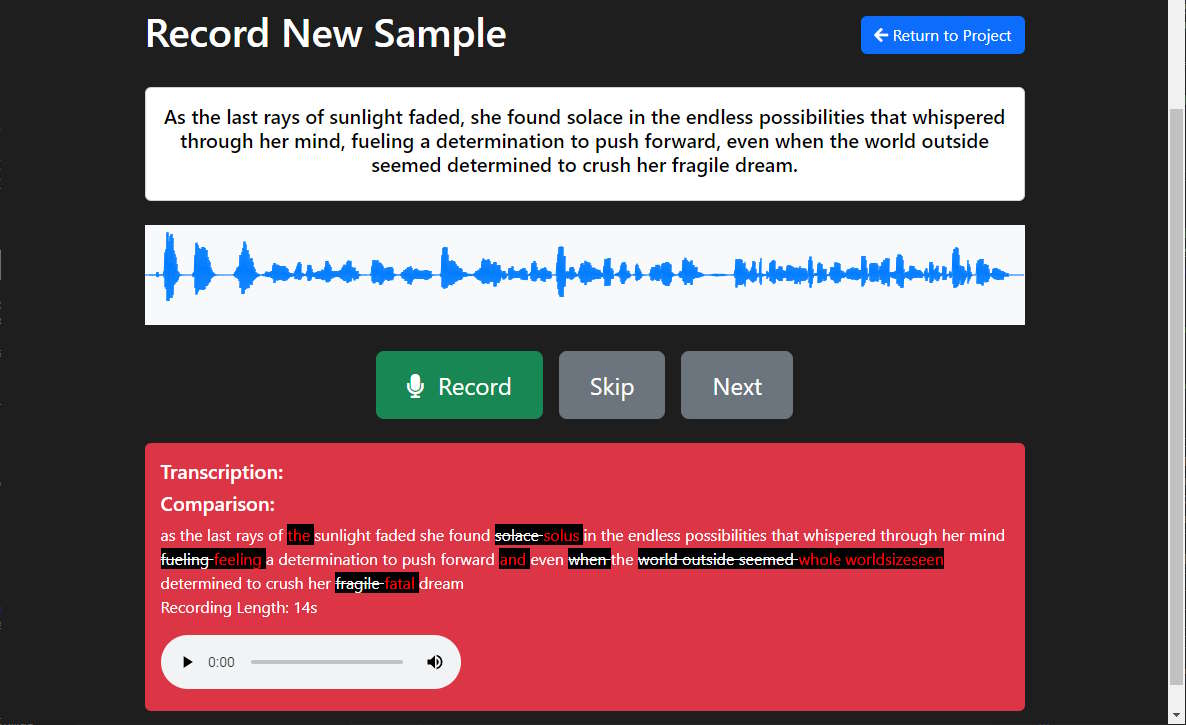 Record New Sample
Return to Project
As the last rays of sunlight faded, she found solace in the endless possibilities that whispered
through her mind, fueling a determination to push forward, even when the world outside
seemed determined to crush her fragile dream.
Record
Skip
Next
Transcription:
Comparison:
as the last rays of the sunlight faded she found solace solus in the endless possibilities that whispered through her mind
fueling feeling a determination to push forward and even when the world outside seemed whole worldsizeseen
determined to crush her fragile fatal dream
Recording Length: 14s
0:00